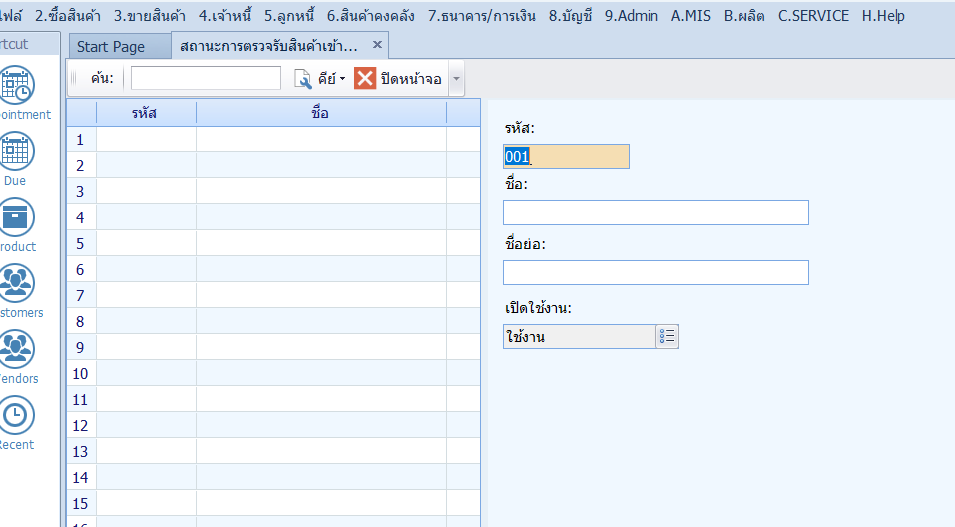 ไฟล์ 2.ซื้อสินค้า 3.ขายสินค้า 4.เจ้าหนี้ 5.ลูกหนี้ 6.สินค้าคงคลัง 7.ธนาคาร/การเงิน 8.บัญชี 9.Admin A.MIS B.ผลิต C.SERVICE H.Help
rtcut
Start Page สถานะการตรวจรับสินค้าเข้า...
ค้น: คีย์ ปิดหน้าจอ
ointment
Due
roduct
stomers
endors
Recent
รหัส ชื่อ
1
2
3
4
5
6
7
8
9
10
11
12
13
14
15
รหัส:
001
ชื่อ:
ชื่อย่อ:
เปิดใช้งาน:
ใช้งาน